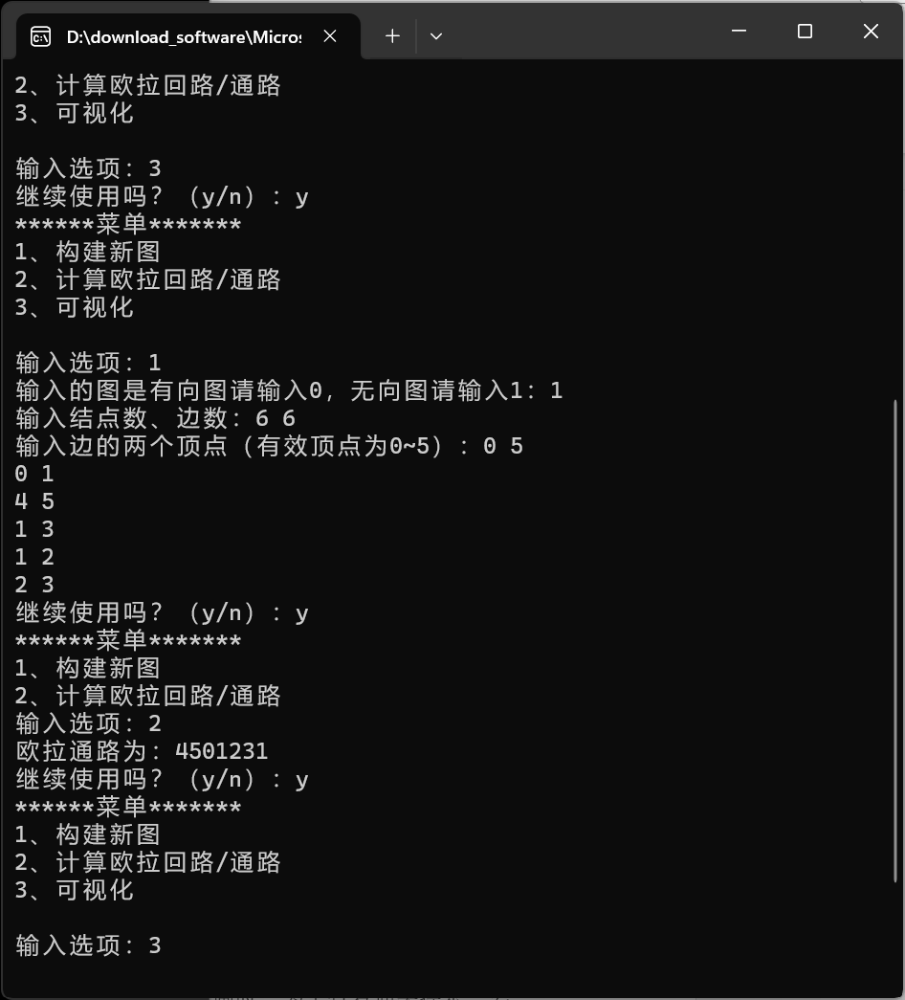 D:\download_software\Micros
2、计算欧拉回路/通路
3、可视化
输入选项：3
继续使用吗？（y/n）：y
******菜单*******
1、构建新图
2、计算欧拉回路/通路
3、可视化
输入选项：1
输入的图是有向图请输入0，无向图请输入1：1
输入结点数、边数：6 6
输入边的两个顶点（有效顶点为0~5）：0 5
0 1
4 5
1 3
1 2
2 3
继续使用吗？（y/n）：y
******菜单*******
1、构建新图
2、计算欧拉回路/通路
输入选项：2
欧拉通路为：4501231
继续使用吗？（y/n）：y
******菜单*******
1、构建新图
2、计算欧拉回路/通路
3、可视化
输入选项：3